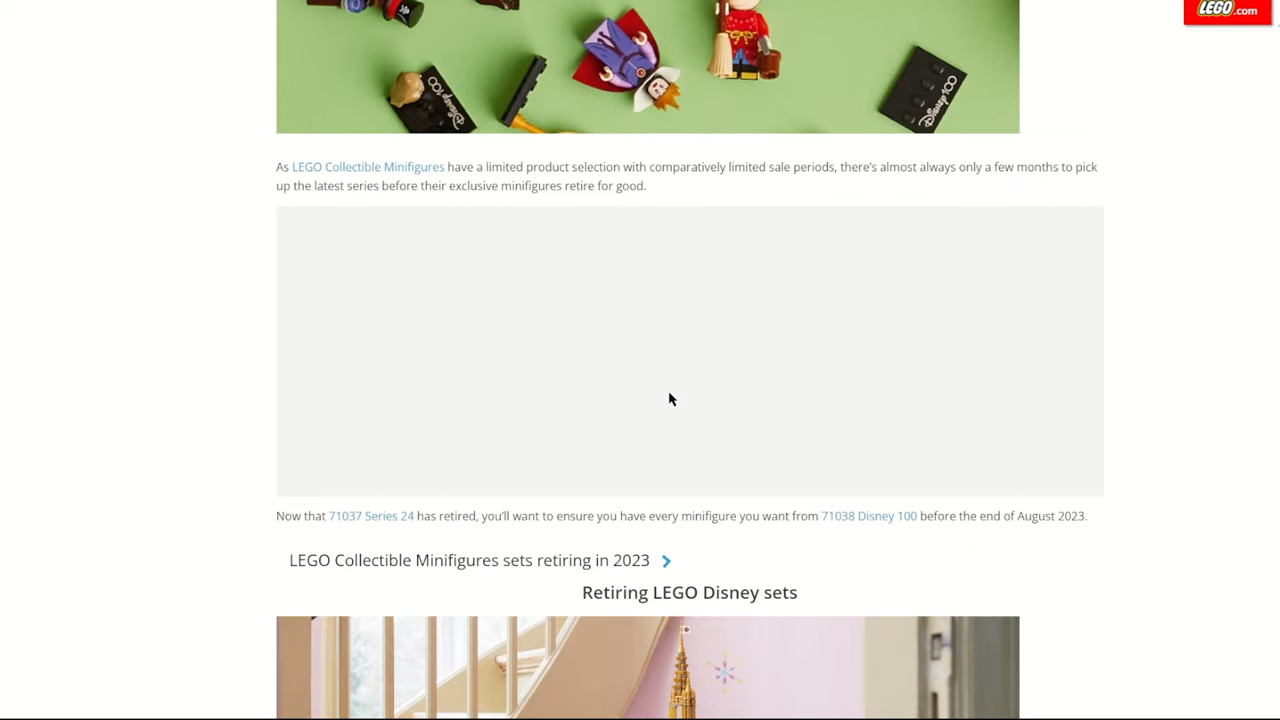 LEGO.com
Disney100
Disney100
As LEGO Collectible Minifigures have a limited product selection with comparatively limited sale periods, there's almost always only a few months to pick
up the latest series before their exclusive minifigures retire for good.
Now that 71037 Series 24 has retired, you'll want to ensure you have every minifigure you want from 71038 Disney 100 before the end of August 2023.
LEGO Collectible Minifigures sets retiring in 2023
Retiring LEGO Disney sets